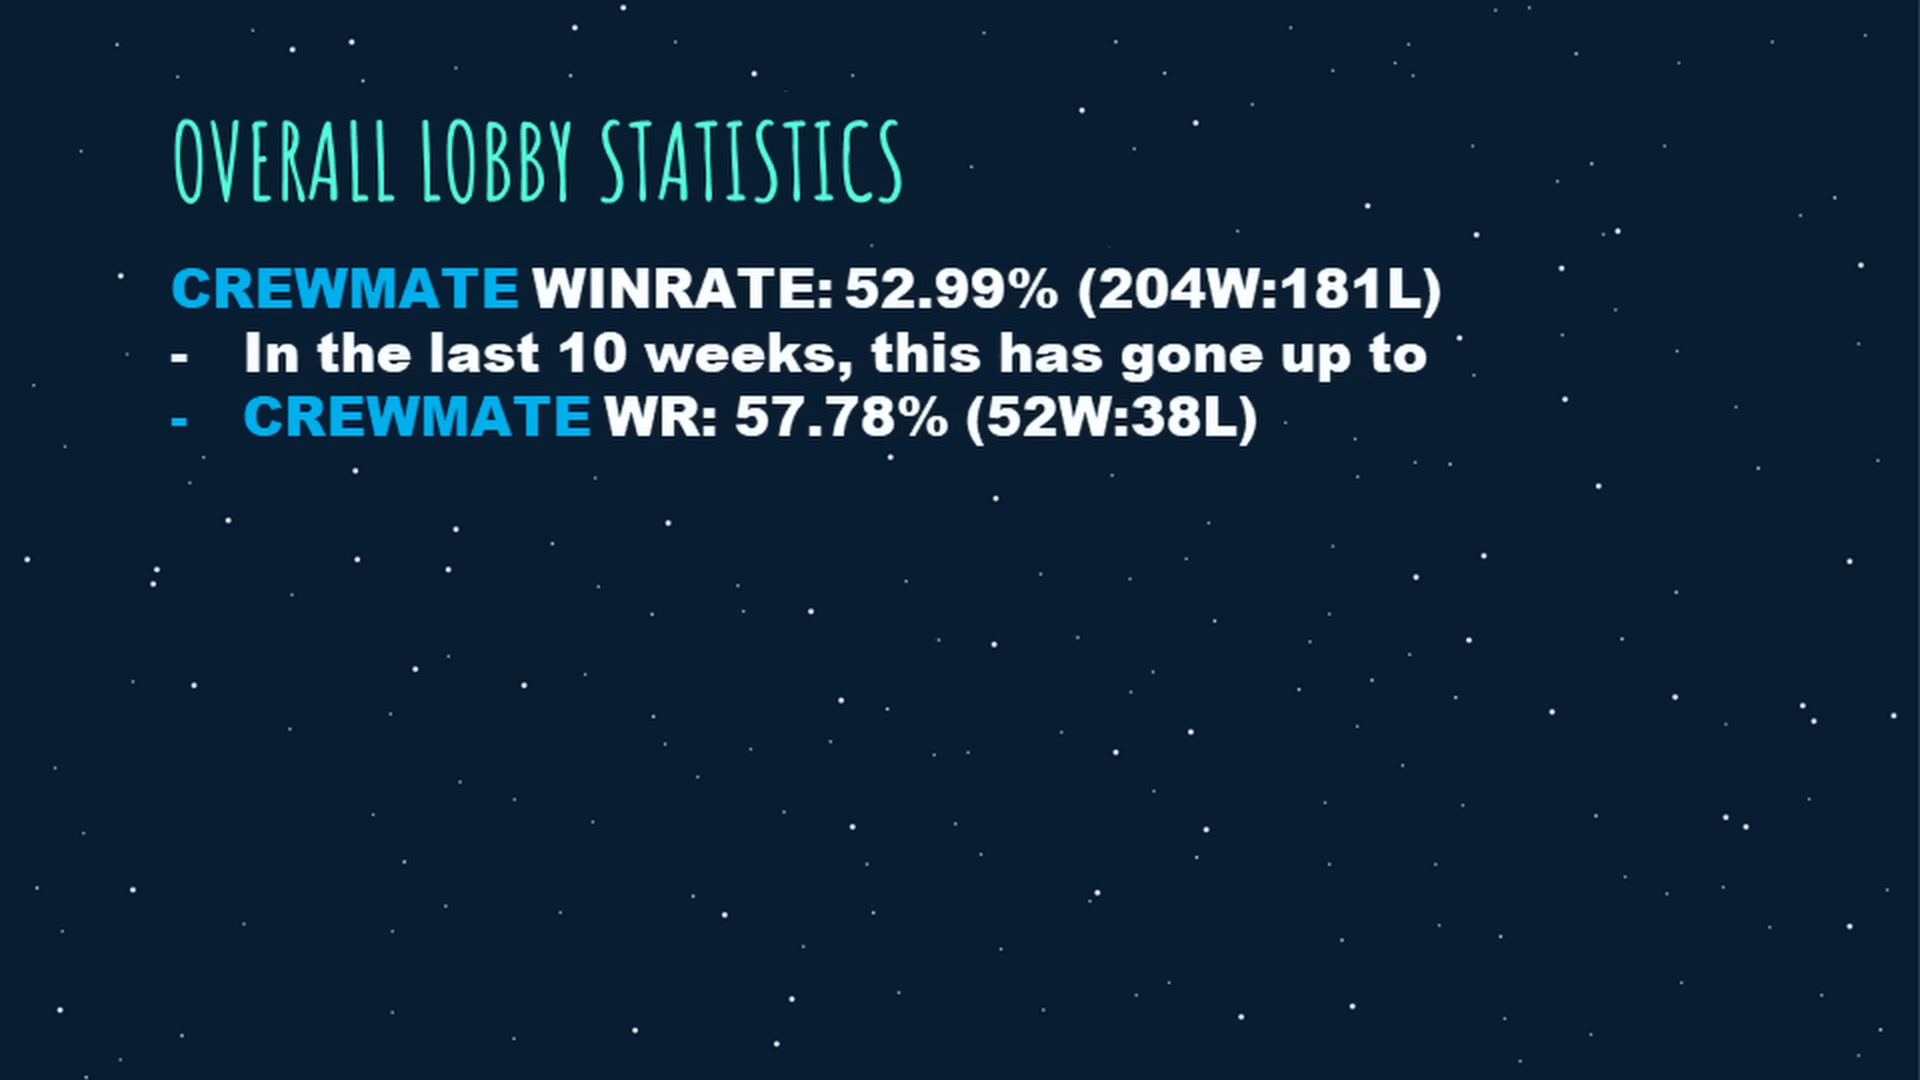 OVERALL LOBBY STATISTICS
CREWMATE WINRATE: 52.99% (204W:181L)
- In the last 10 weeks, this has gone up to
- CREWMATE WR: 57.78% (52W:38L)